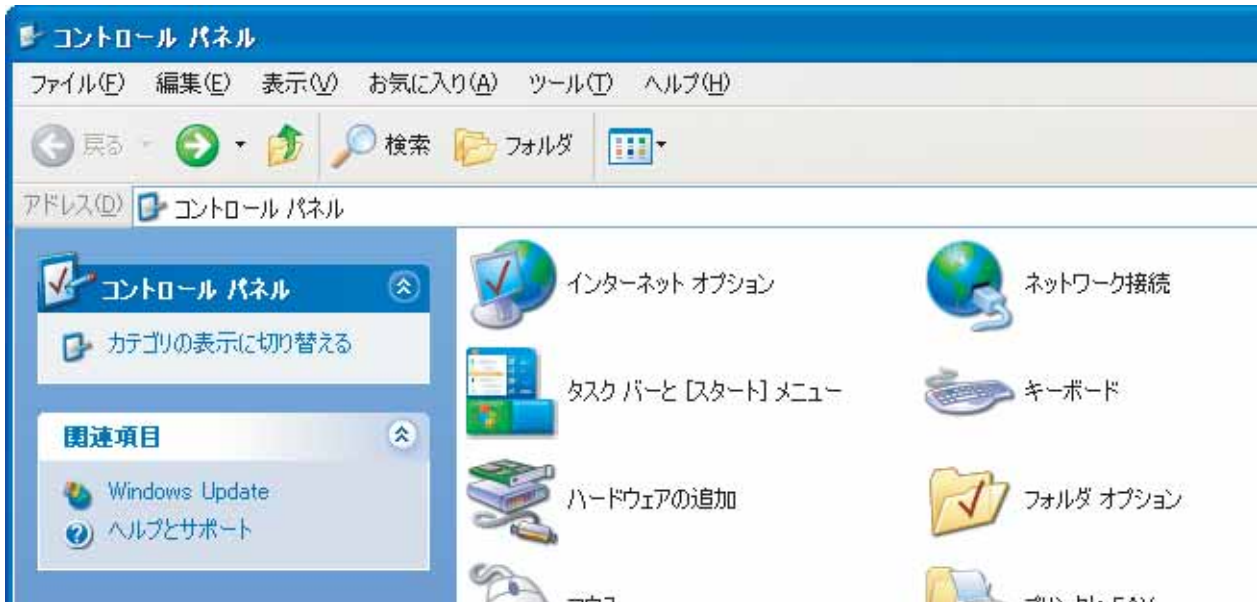 コントロール パネル
ファイル(F) 編集(E) 表示(V) お気に入り(A) ツール(T) ヘルプ(H)
戻る 検索 フォルダ
アドレス(D) コントロール パネル
コントロール パネル
カテゴリの表示に切り替える
関連項目
Windows Update
ヘルプとサポート
インターネット オプション
ネットワーク接続
タスク バーと [スタート] メニュー
キーボード
ハードウェアの追加
フォルダ オプション